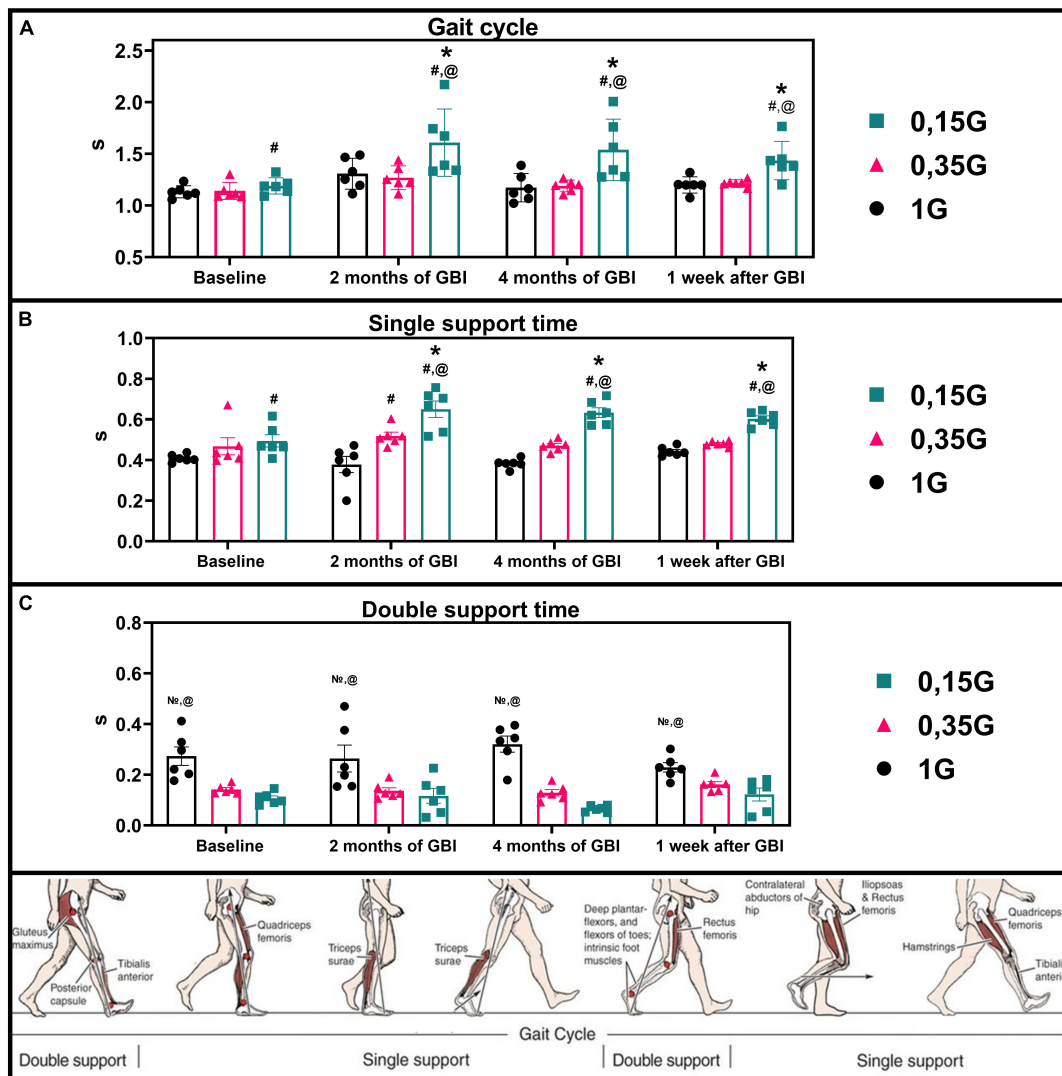 A
Gait cycle
2.5
2.0
1.5
1.0
0.5
s
#
*
#,@
*
#,@
*
#,@
Baseline
2 months of GBI
4 months of GBI
1 week after GBI
0,15G
0,35G
1G
B
Single support time
1.0
0.8
0.6
0.4
0.2
0.0
s
#
#
*
#,@
*
#,@
*
#,@
Baseline
2 months of GBI
4 months of GBI
1 week after GBI
0,15G
0,35G
1G
C
Double support time
0.8
0.6
0.4
0.2
0.0
s
№,@
№,@
№,@
№,@
Baseline
2 months of GBI
4 months of GBI
1 week after GBI
0,15G
0,35G
1G
Gluteus
maximus
Posterior
capsule
Tibialis
anterior
Quadriceps
femoris
Triceps
surae
Triceps
surae
Deep plantar-
flexors, and
flexors of toes;
intrinsic foot
muscles
Rectus
femoris
Contralateral
abductors of
hip
Iliopsoas
& Rectus
femoris
Hamstrings
Quadriceps
femoris
Tibialis
anterior
Gait Cycle
Double support
Single support
Double support
Single support